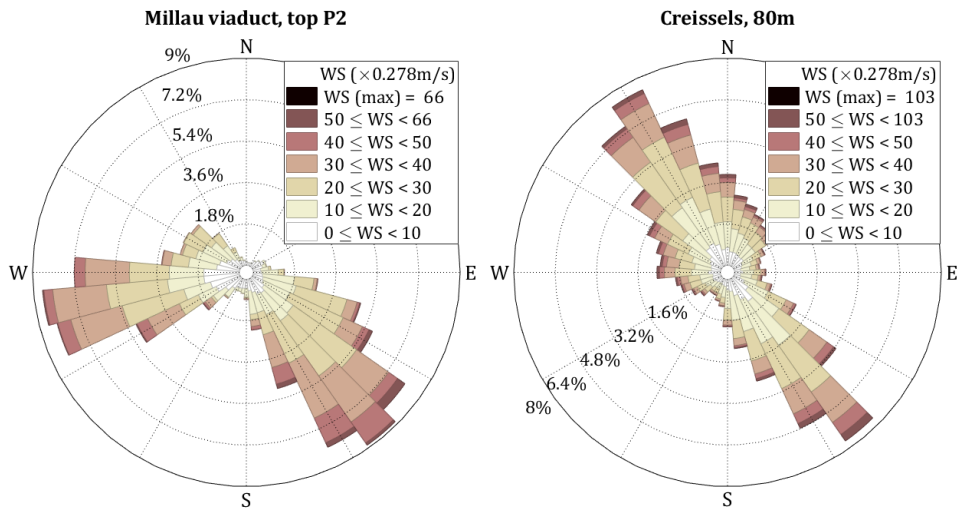 Millau viaduct, top P2
N
9%
7.2%
5.4%
3.6%
1.8%
W
E
S
WS (×0.278m/s)
WS (max) = 66
50 ≤ WS < 66
40 ≤ WS < 50
30 ≤ WS < 40
20 ≤ WS < 30
10 ≤ WS < 20
0 ≤ WS < 10
Creissels, 80m
N
WS (×0.278m/s)
WS (max) = 103
50 ≤ WS < 103
40 ≤ WS < 50
30 ≤ WS < 40
20 ≤ WS < 30
10 ≤ WS < 20
0 ≤ WS < 10
W
E
1.6%
3.2%
4.8%
6.4%
8%
S